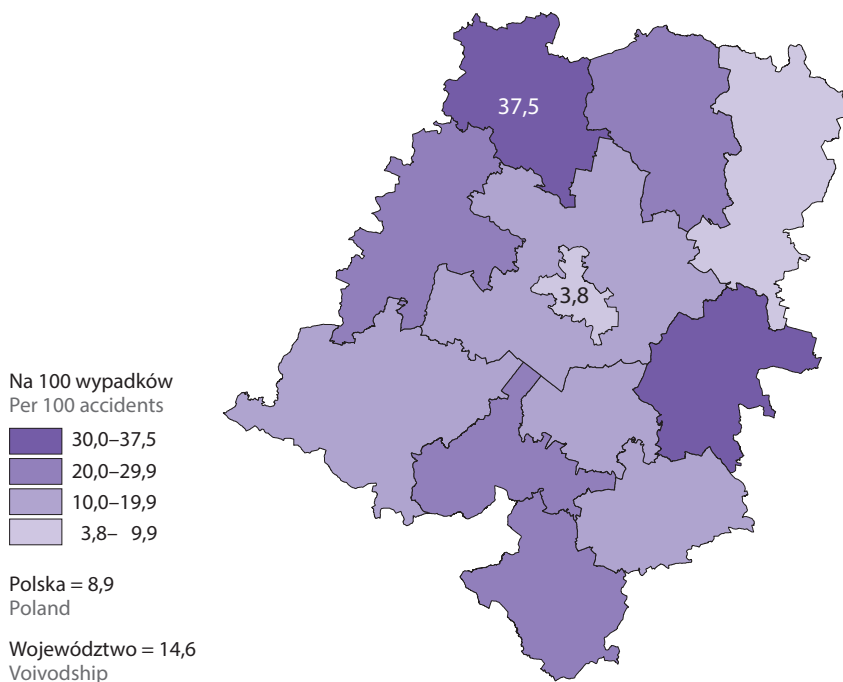 37,5
3,8
Na 100 wypadków
Per 100 accidents
30,0–37,5
20,0–29,9
10,0–19,9
3,8– 9,9
Polska = 8,9
Poland
Województwo = 14,6
Voivodship